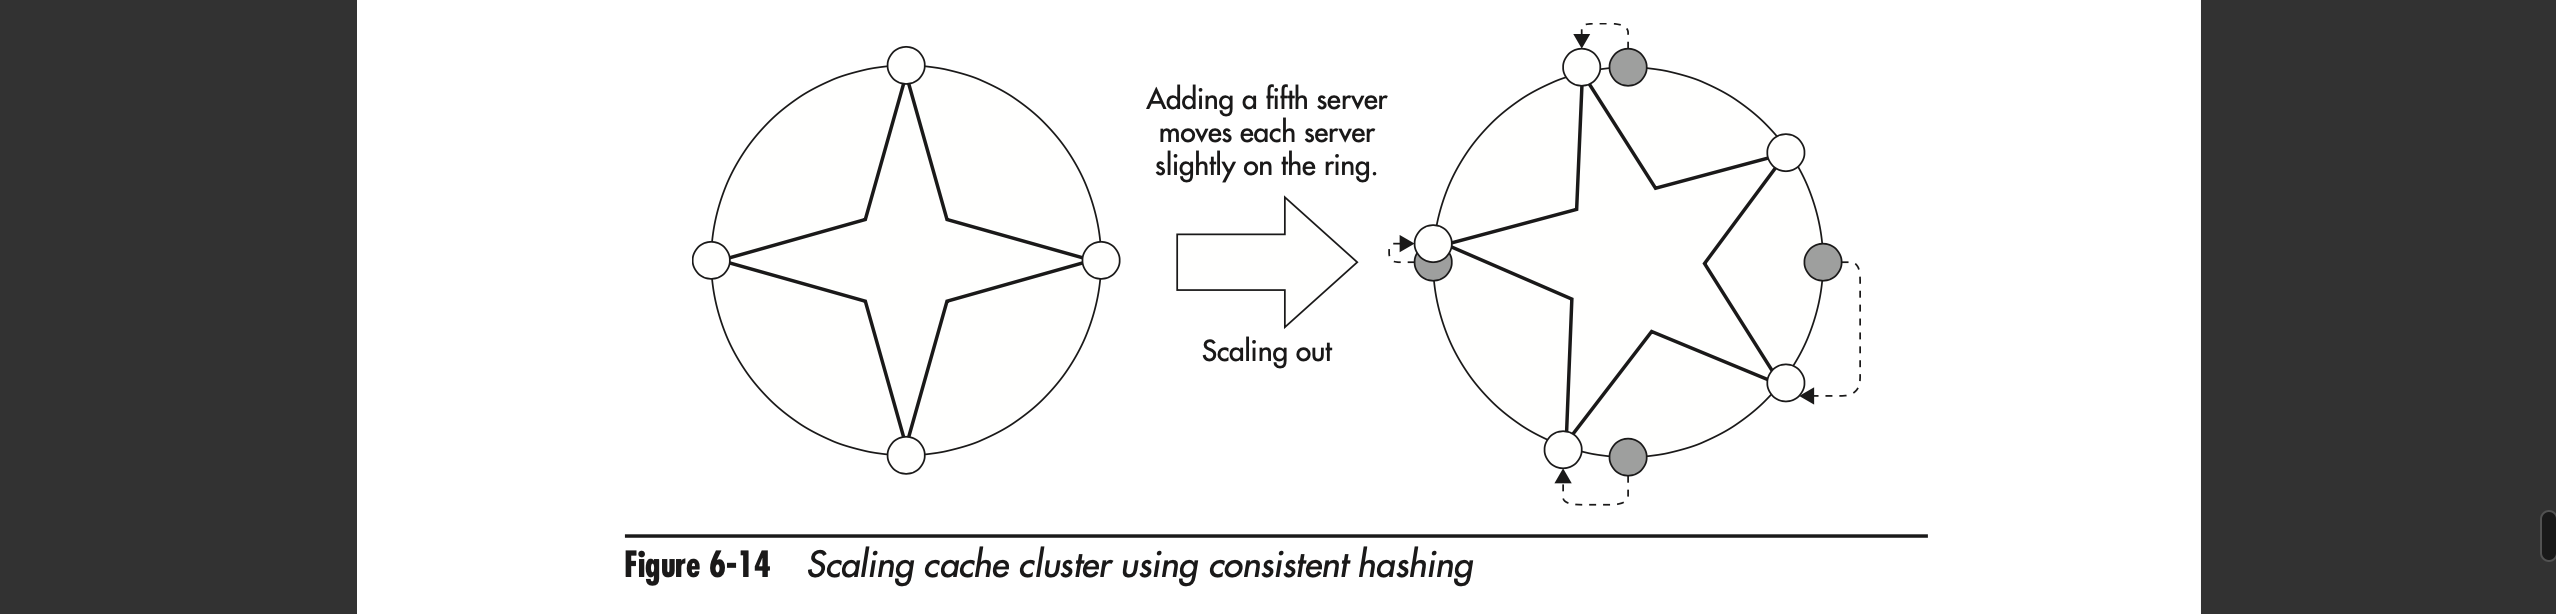 Adding a fifth server
moves each server
slightly on the ring.
Scaling out
Figure 6-14 Scaling cache cluster using consistent hashing